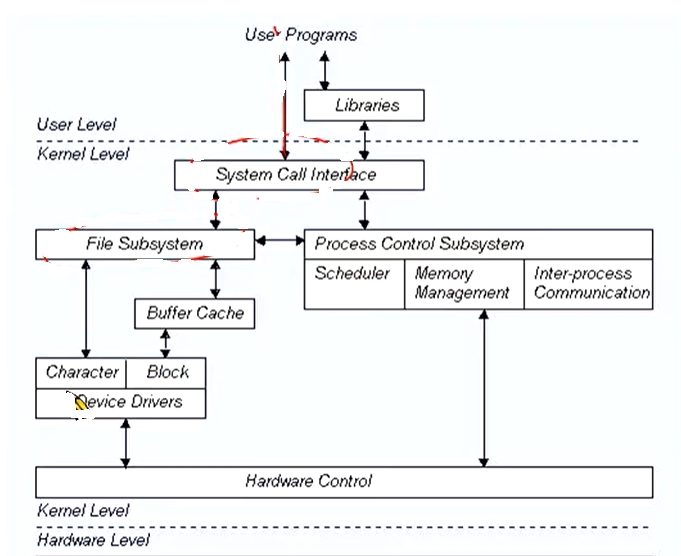 User Programs
Libraries
User Level
Kernel Level
System Call Interface
File Subsystem
Process Control Subsystem
Scheduler
Memory
Management
Inter-process
Communication
Buffer Cache
Character
Block
Device Drivers
Hardware Control
Kernel Level
Hardware Level